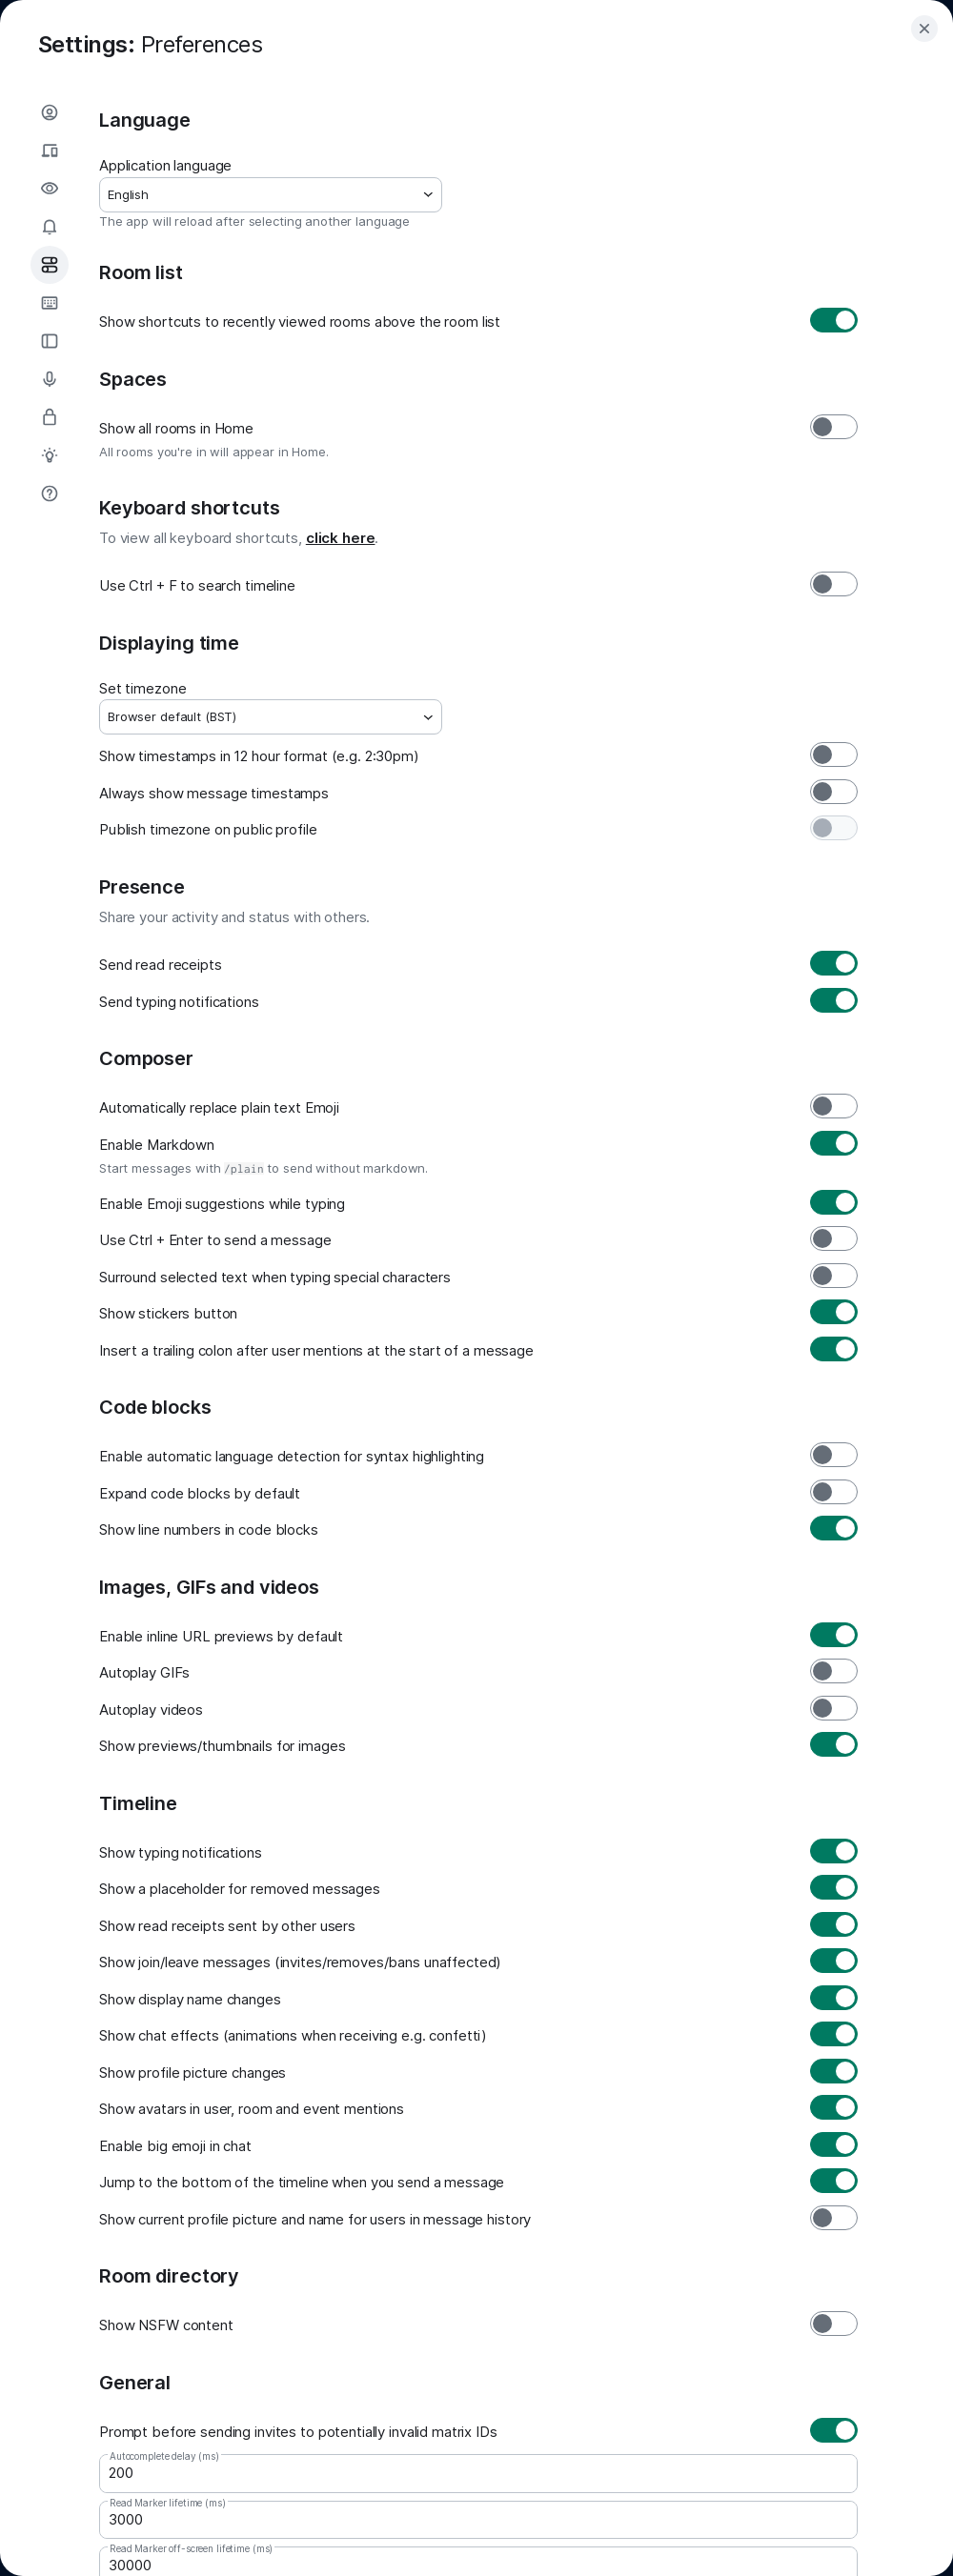 Settings: Preferences
Language
Application language
English
The app will reload after selecting another language
Room list
Show shortcuts to recently viewed rooms above the room list
Spaces
Show all rooms in Home
All rooms you're in will appear in Home.
Keyboard shortcuts
To view all keyboard shortcuts, click here.
Use Ctrl + F to search timeline
Displaying time
Set timezone
Browser default (BST)
Show timestamps in 12 hour format (e.g. 2:30pm)
Always show message timestamps
Publish timezone on public profile
Presence
Share your activity and status with others.
Send read receipts
Send typing notifications
Composer
Automatically replace plain text Emoji
Enable Markdown
Start messages with /plain to send without markdown.
Enable Emoji suggestions while typing
Use Ctrl + Enter to send a message
Surround selected text when typing special characters
Show stickers button
Insert a trailing colon after user mentions at the start of a message
Code blocks
Enable automatic language detection for syntax highlighting
Expand code blocks by default
Show line numbers in code blocks
Images, GIFs and videos
Enable inline URL previews by default
Autoplay GIFs
Autoplay videos
Show previews/thumbnails for images
Timeline
Show typing notifications
Show a placeholder for removed messages
Show read receipts sent by other users
Show join/leave messages (invites/removes/bans unaffected)
Show display name changes
Show chat effects (animations when receiving e.g. confetti)
Show profile picture changes
Show avatars in user, room and event mentions
Enable big emoji in chat
Jump to the bottom of the timeline when you send a message
Show current profile picture and name for users in message history
Room directory
Show NSFW content
General
Prompt before sending invites to potentially invalid matrix IDs
Autocomplete delay (ms)
200
Read Marker lifetime (ms)
3000
Read Marker off-screen lifetime (ms)
30000